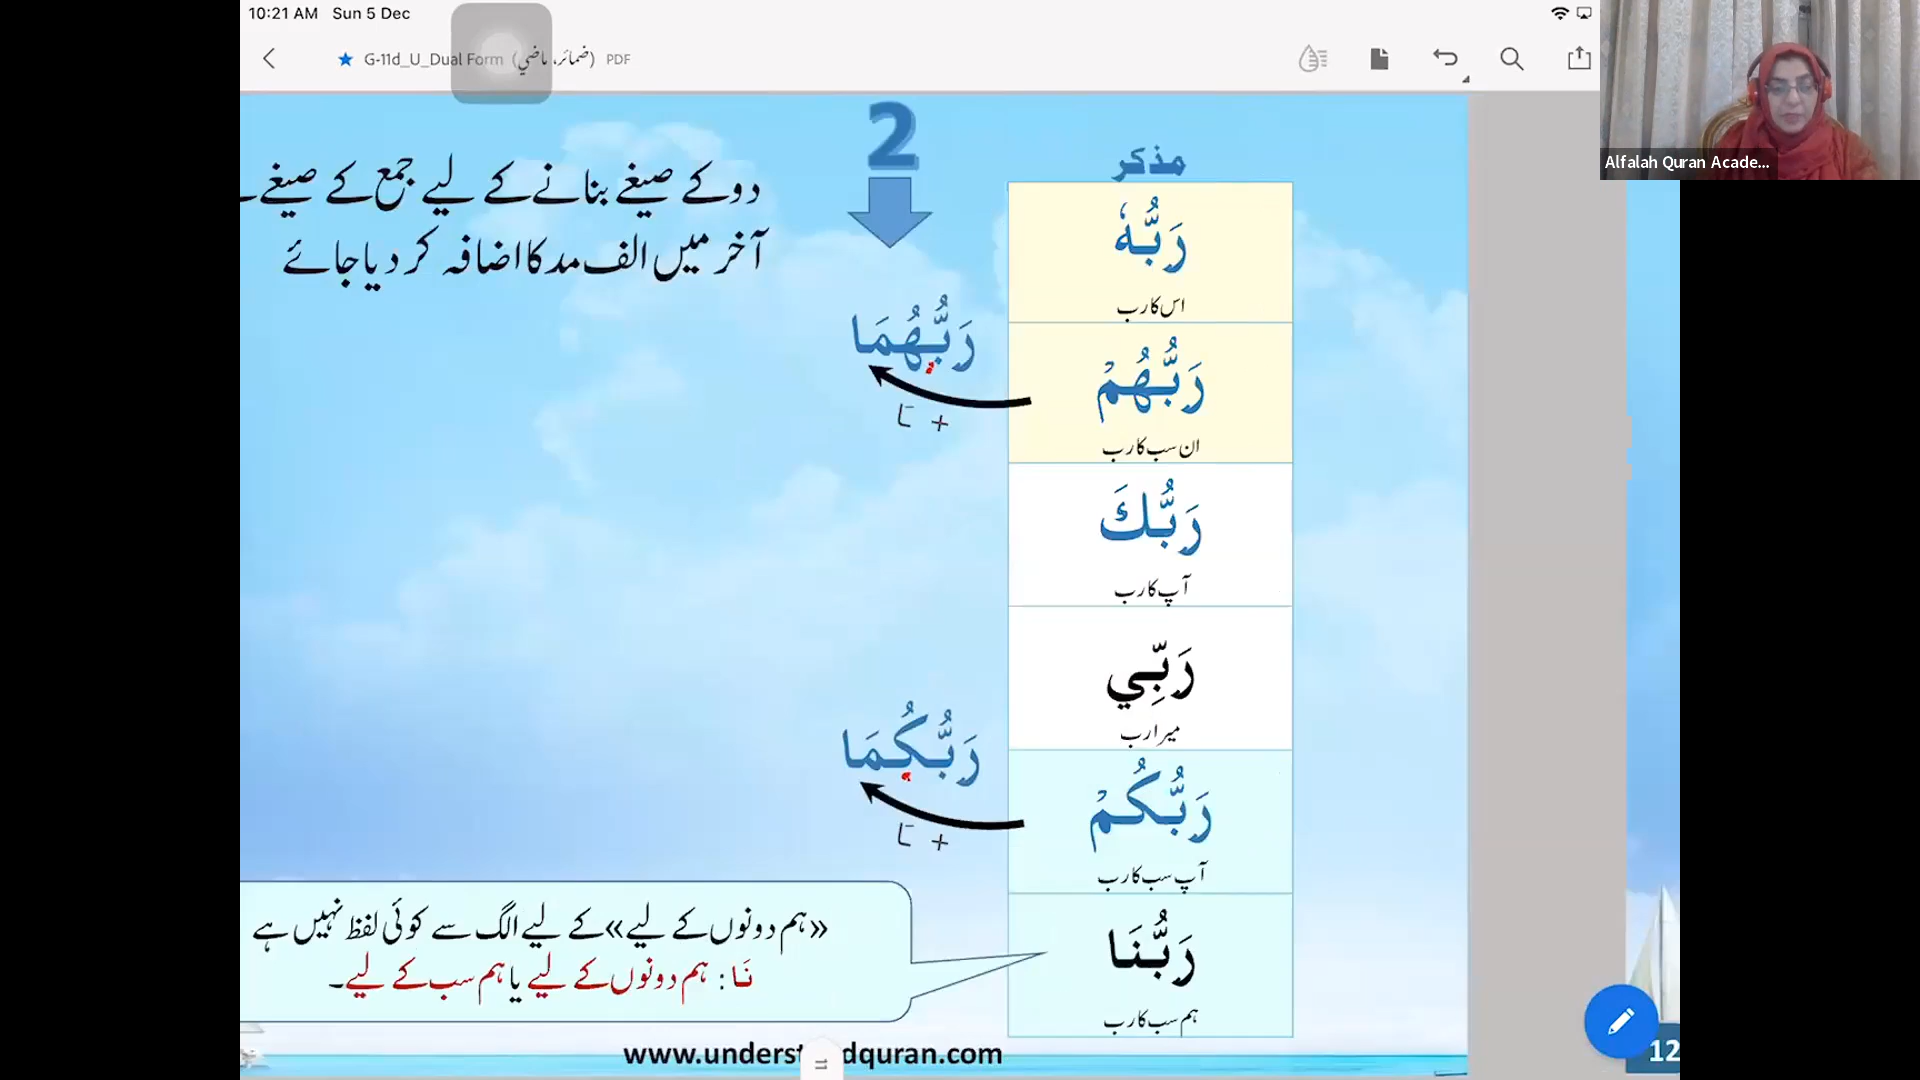 10:21 AM Sun 5 Dec
G-11d_U_Dual Form (ضمائر، ماضي) PDF
Alfalah Quran Acade...
2
مذکر
دو کے صیغے بنانے کے لیے جمع کے صیغے
آخر میں الف مد کا اضافہ کر دیا جائے
رَبُّهٗ
اس کا رب
رَبُّهُمَا
رَبُّهُمْ
+ َا
ان سب کا رب
رَبُّكَ
آپ کا رب
رَبِّي
میرا رب
رَبُّكُمَا
رَبُّكُمْ
+ َا
آپ سب کا رب
«ہم دونوں کے لیے» کے لیے الگ سے کوئی لفظ نہیں ہے
نَا: ہم دونوں کے لیے یا ہم سب کے لیے۔
رَبُّنَا
ہم سب کا رب
www.underst dquran.com
12